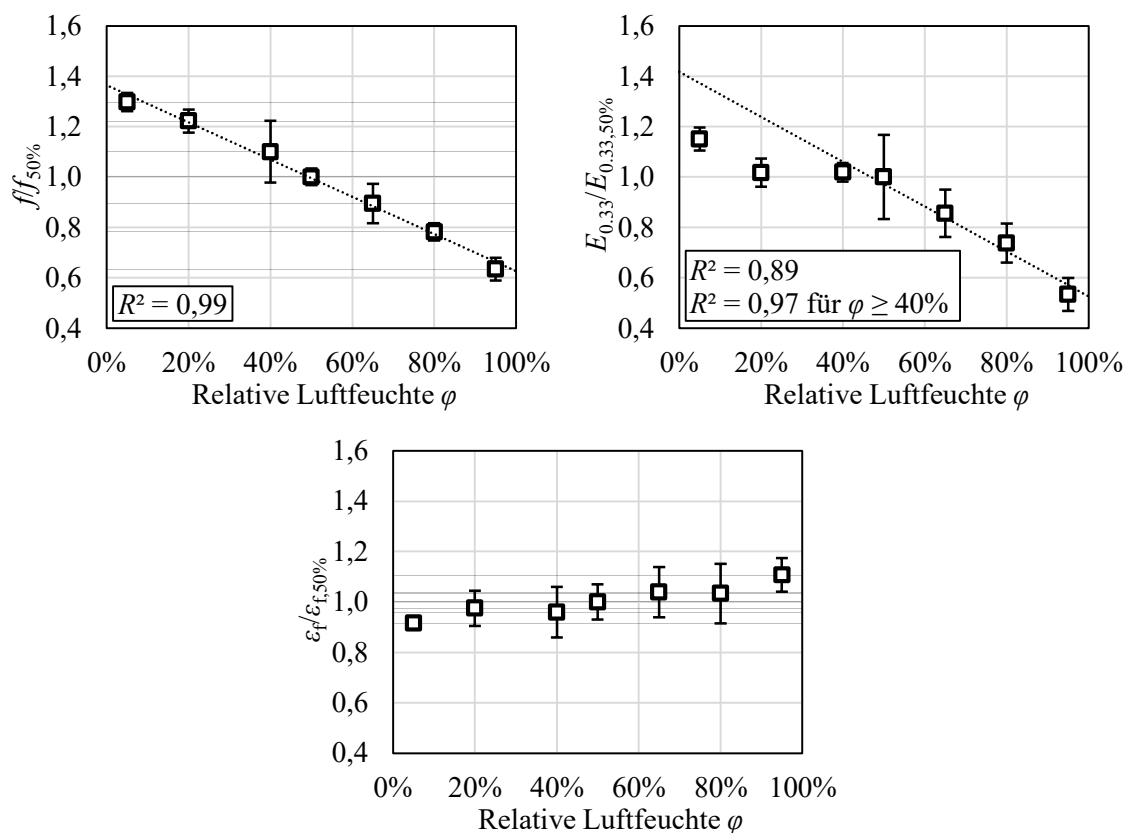 1,6
1,4
1,2
1,0
0,8
0,6
0,4
f/f50%
R² = 0,99
0% 20% 40% 60% 80% 100%
Relative Luftfeuchte φ
1,6
1,4
1,2
1,0
0,8
0,6
0,4
E0.33/E0.33,50%
R² = 0,89
R² = 0,97 für φ ≥ 40%
0% 20% 40% 60% 80% 100%
Relative Luftfeuchte φ
1,6
1,4
1,2
1,0
0,8
0,6
0,4
εf/εf,50%
0% 20% 40% 60% 80% 100%
Relative Luftfeuchte φ